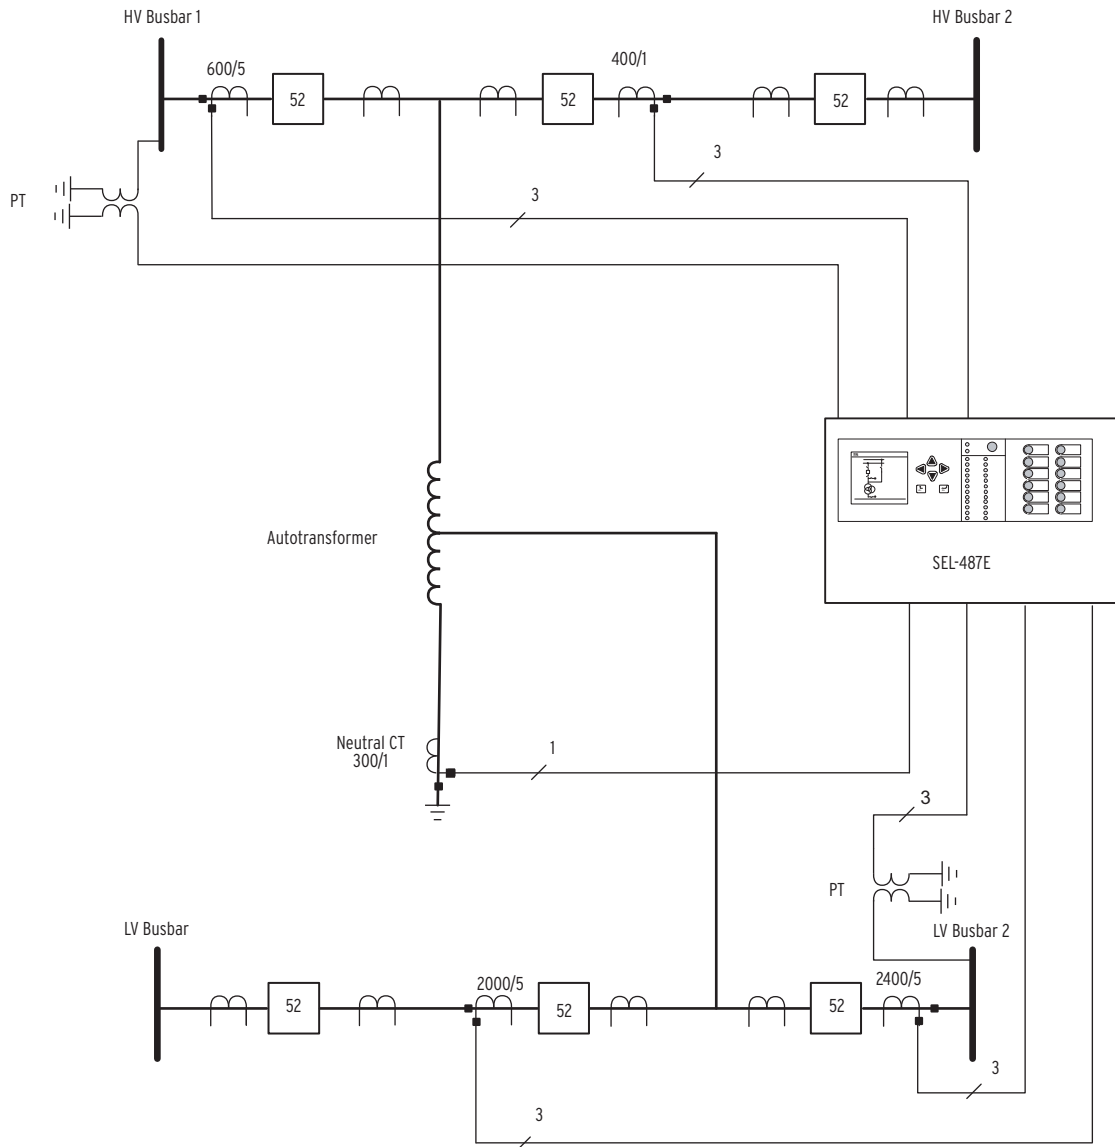 HV Busbar 1
HV Busbar 2
600/5
400/1
52
52
52
3
3
PT
Autotransformer
SEL-487E
Neutral CT
300/1
1
3
PT
LV Busbar
LV Busbar 2
2000/5
2400/5
52
52
52
3
3